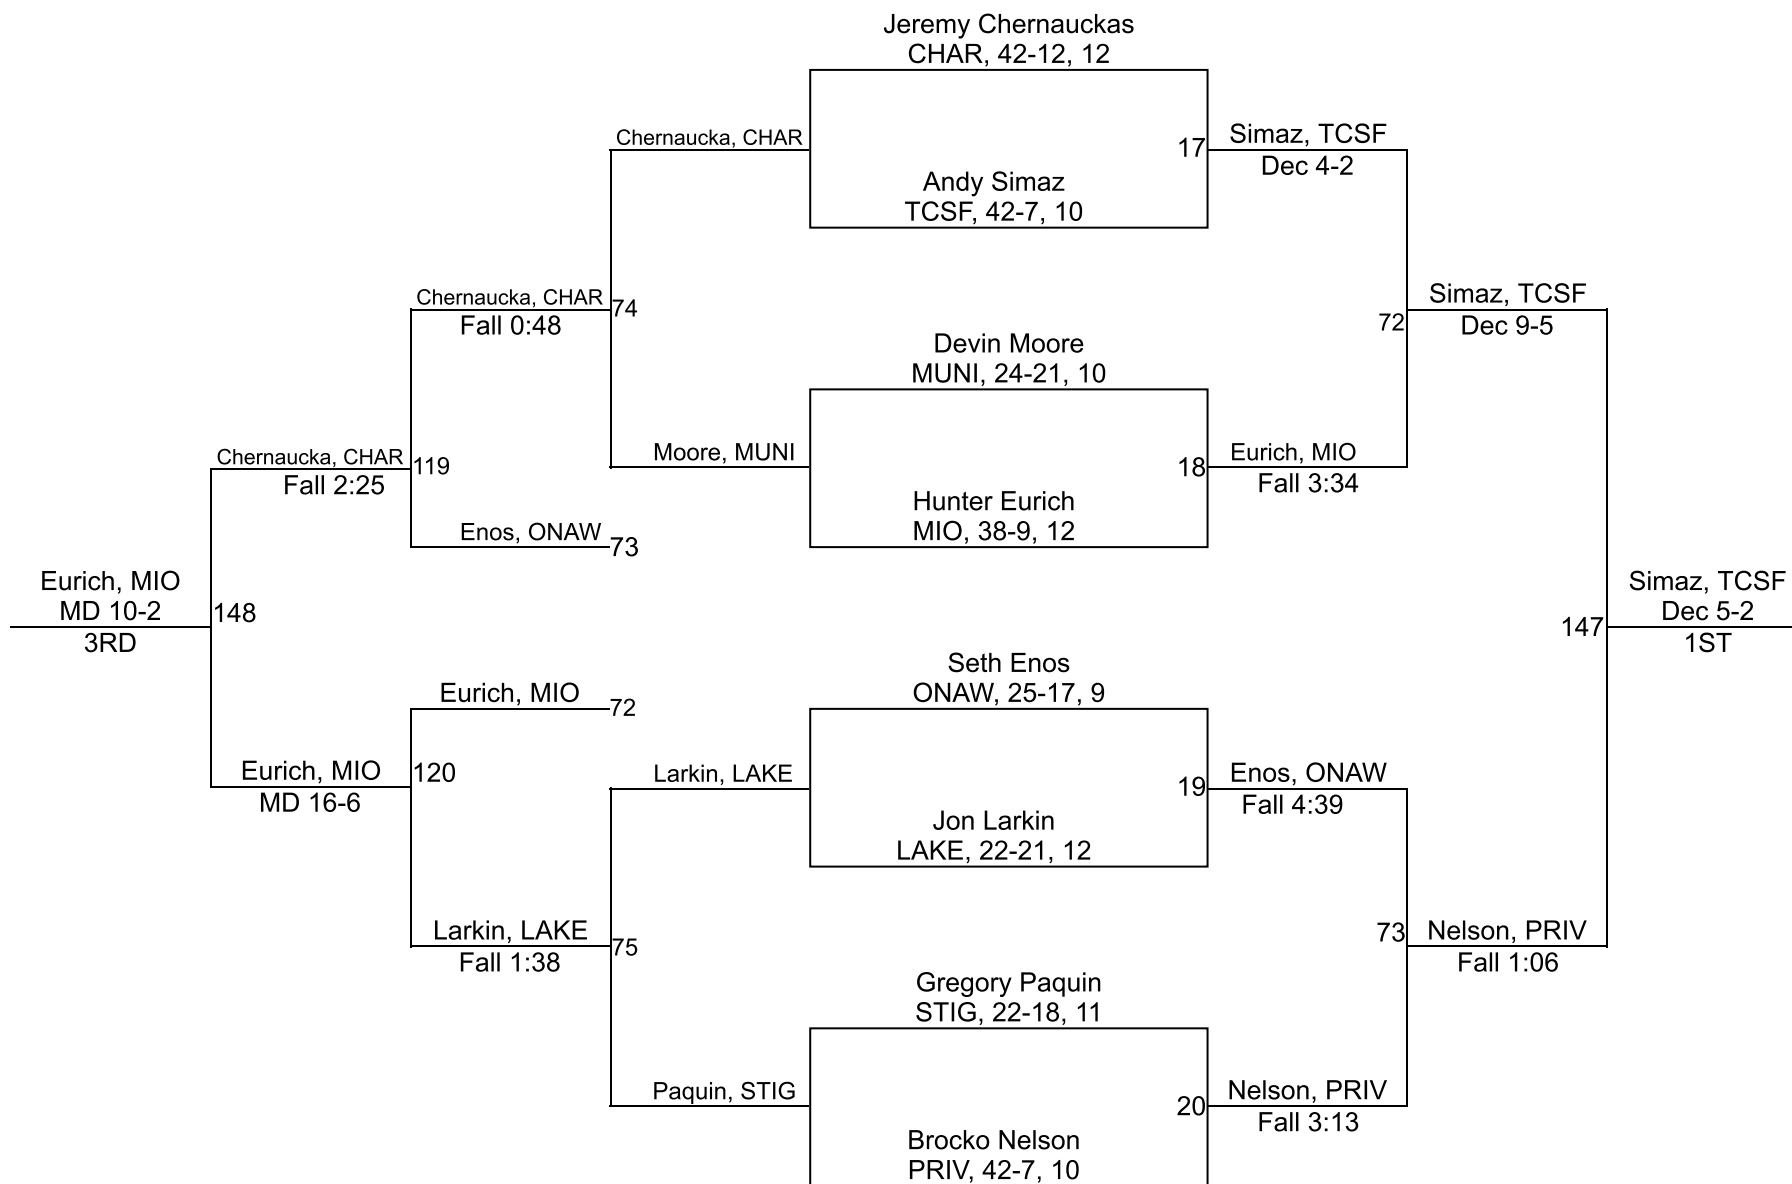 Jeremy Chernauckas
CHAR, 42-12, 12
Chernaucka, CHAR
17
Simaz, TCSF
Dec 4-2
Andy Simaz
TCSF, 42-7, 10
Chernaucka, CHAR
Fall 0:48
74
Simaz, TCSF
Dec 9-5
72
Devin Moore
MUNI, 24-21, 10
Chernaucka, CHAR
Fall 2:25
119
Moore, MUNI
18
Eurich, MIO
Fall 3:34
Hunter Eurich
MIO, 38-9, 12
Enos, ONAW
73
Eurich, MIO
MD 10-2
3RD
148
147
Simaz, TCSF
Dec 5-2
1ST
Seth Enos
ONAW, 25-17, 9
Eurich, MIO
72
Eurich, MIO
MD 16-6
120
Larkin, LAKE
19
Enos, ONAW
Fall 4:39
Jon Larkin
LAKE, 22-21, 12
Larkin, LAKE
Fall 1:38
75
73
Nelson, PRIV
Fall 1:06
Gregory Paquin
STIG, 22-18, 11
Paquin, STIG
20
Nelson, PRIV
Fall 3:13
Brocko Nelson
PRIV, 42-7, 10